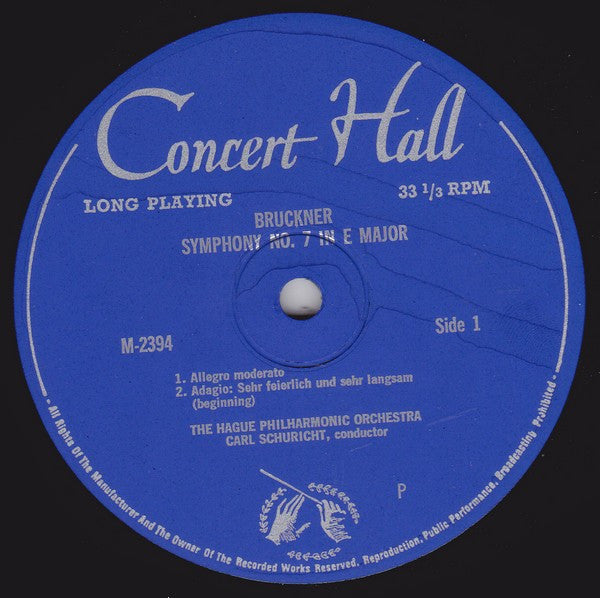 Concert Hall
LONG PLAYING 33 1/3 RPM
BRUCKNER
SYMPHONY NO. 7 IN E MAJOR
M-2394 Side 1
1. Allegro moderato
2. Adagio: Sehr feierlich und sehr langsam
(beginning)
THE HAGUE PHILHARMONIC ORCHESTRA
CARL SCHURICHT, conductor
P
- All Rights Of The Manufacturer And The Owner Of The Recorded Works Reserved. Reproduction, Public Performance, Broadcasting Prohibited -